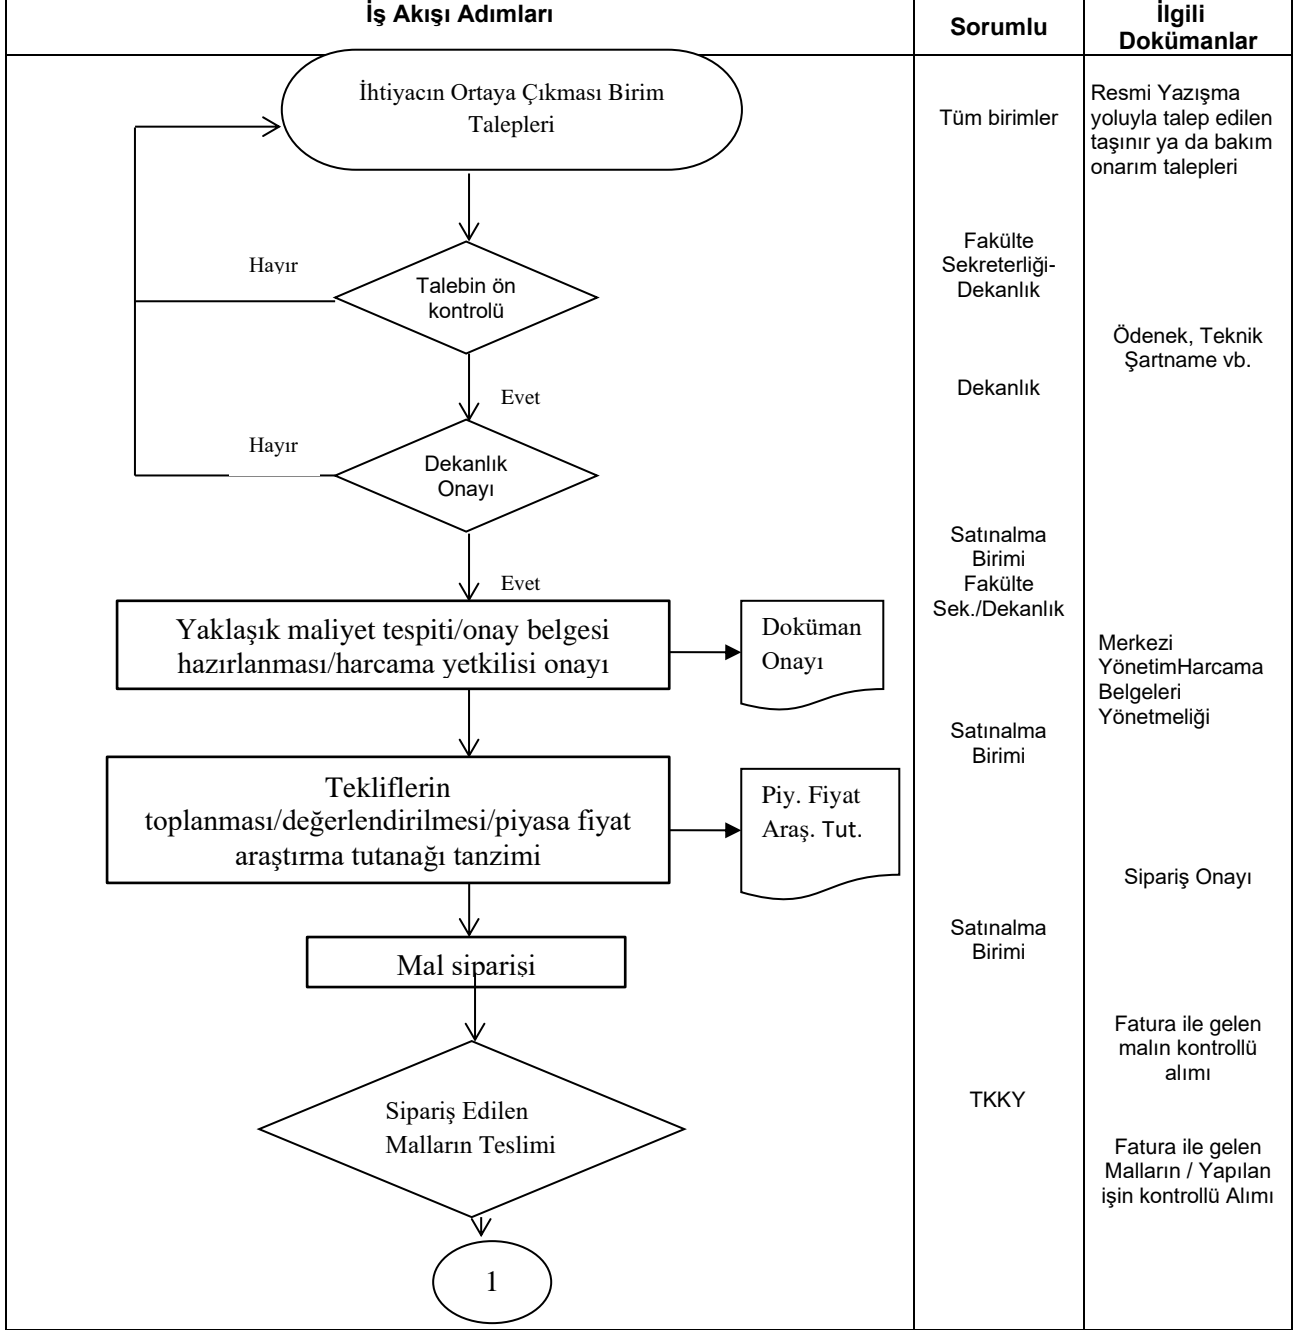 İş Akışı Adımları
Sorumlu
İlgili
Dokümanlar
İhtiyacın Ortaya Çıkması Birim
Talepleri
Tüm birimler
Resmi Yazışma
yoluyla talep edilen
taşınır ya da bakım
onarım talepleri
Hayır
Talebin ön
kontrolü
Fakülte
Sekreterliği-
Dekanlık
Ödenek, Teknik
Şartname vb.
Evet
Dekanlık
Hayır
Dekanlık
Onayı
Evet
Satınalma
Birimi
Fakülte
Sek./Dekanlık
Yaklaşık maliyet tespiti/onay belgesi
hazırlanması/harcama yetkilisi onayı
Doküman
Onayı
Merkezi
YönetimHarcama
Belgeleri
Yönetmeliği
Satınalma
Birimi
Tekliflerin
toplanması/değerlendirilmesi/piyasa fiyat
araştırma tutanağı tanzimi
Piy. Fiyat
Araş. Tut.
Sipariş Onayı
Satınalma
Birimi
Mal siparişi
Fatura ile gelen
malın kontrollü
alımı
Sipariş Edilen
Malların Teslimi
TKKY
Fatura ile gelen
Malların / Yapılan
işin kontrollü Alımı
1